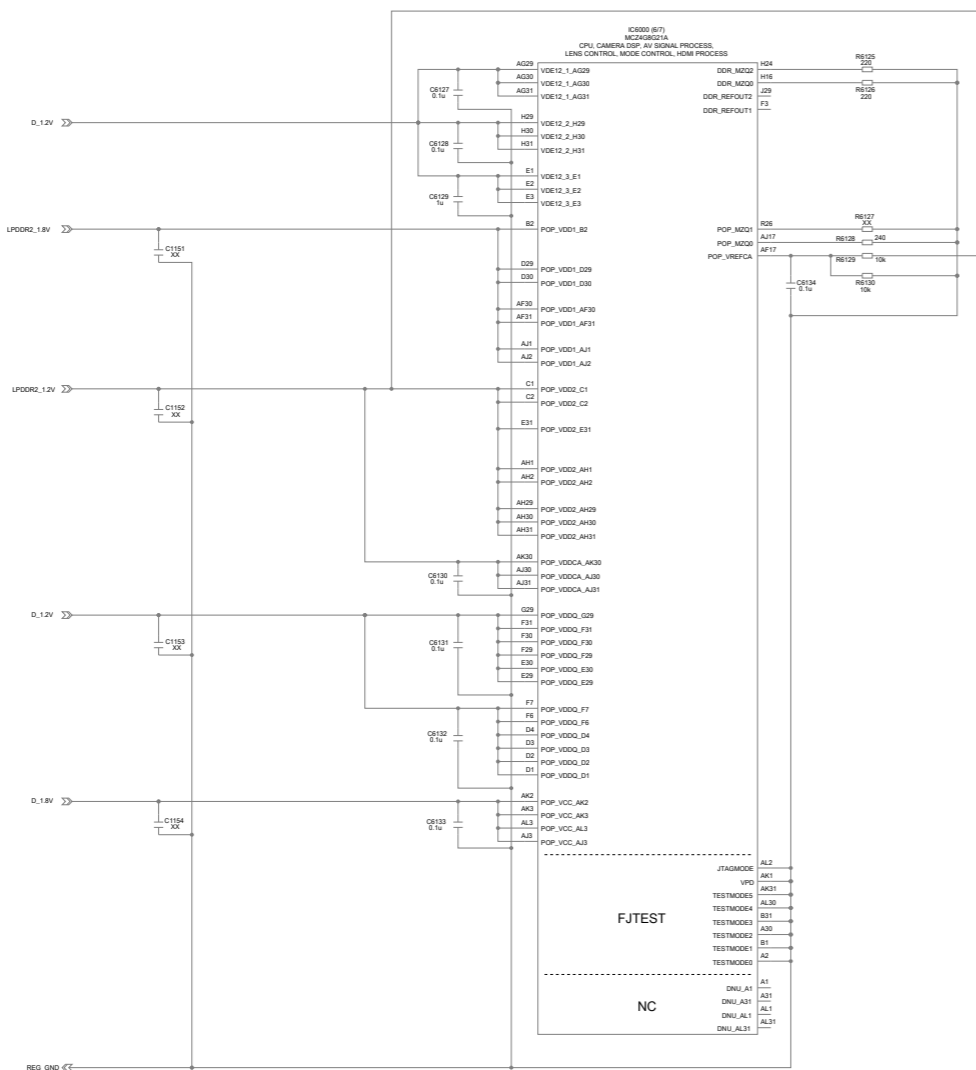 IC6000 (6/7)
MCZ4G8G21A
CPU, CAMERA DSP, AV SIGNAL PROCESS,
LENS CONTROL, MODE CONTROL, HDMI PROCESS
AG29 VDE12_1_AG29
AG30 VDE12_1_AG30
AG31 VDE12_1_AG31
C6127
0.1u
D_1.2V
H29 VDE12_2_H29
H30 VDE12_2_H30
H31 VDE12_2_H31
C6128
0.1u
E1 VDE12_3_E1
E2 VDE12_3_E2
E3 VDE12_3_E3
C6129
1u
LPDDR2_1.8V
B2 POP_VDD1_B2
C1151
XX
D29 POP_VDD1_D29
D30 POP_VDD1_D30
AF30 POP_VDD1_AF30
AF31 POP_VDD1_AF31
AJ1 POP_VDD1_AJ1
AJ2 POP_VDD1_AJ2
LPDDR2_1.2V
C1 POP_VDD2_C1
C2 POP_VDD2_C2
C1152
XX
E31 POP_VDD2_E31
AH1 POP_VDD2_AH1
AH2 POP_VDD2_AH2
AH29 POP_VDD2_AH29
AH30 POP_VDD2_AH30
AH31 POP_VDD2_AH31
AK30 POP_VDDCA_AK30
AJ30 POP_VDDCA_AJ30
AJ31 POP_VDDCA_AJ31
C6130
0.1u
D_1.2V
G29 POP_VDDQ_G29
F31 POP_VDDQ_F31
F30 POP_VDDQ_F30
F29 POP_VDDQ_F29
E30 POP_VDDQ_E30
E29 POP_VDDQ_E29
C1153
XX
C6131
0.1u
F7 POP_VDDQ_F7
F6 POP_VDDQ_F6
D4 POP_VDDQ_D4
D3 POP_VDDQ_D3
D2 POP_VDDQ_D2
D1 POP_VDDQ_D1
C6132
0.1u
D_1.8V
AK2 POP_VCC_AK2
AK3 POP_VCC_AK3
AL3 POP_VCC_AL3
AJ3 POP_VCC_AJ3
C1154
XX
C6133
0.1u
DDR_MZQ2 H24
DDR_MZQ0 H16
DDR_REFOUT2 J29
DDR_REFOUT1 F3
R6125
220
R6126
220
POP_MZQ1 R26
POP_MZQ0 AJ17
POP_VREFCA AF17
R6127
XX
R6128 240
R6129 10k
R6130
10k
C6134
0.1u
FJTEST
JTAGMODE AL2
VPD AK1
TESTMODE5 AK31
TESTMODE4 AL30
TESTMODE3 B31
TESTMODE2 A30
TESTMODE1 B1
TESTMODE0 A2
NC
DNU_A1 A1
DNU_A31 A31
DNU_AL1 AL1
DNU_AL31 AL31
REG_GND